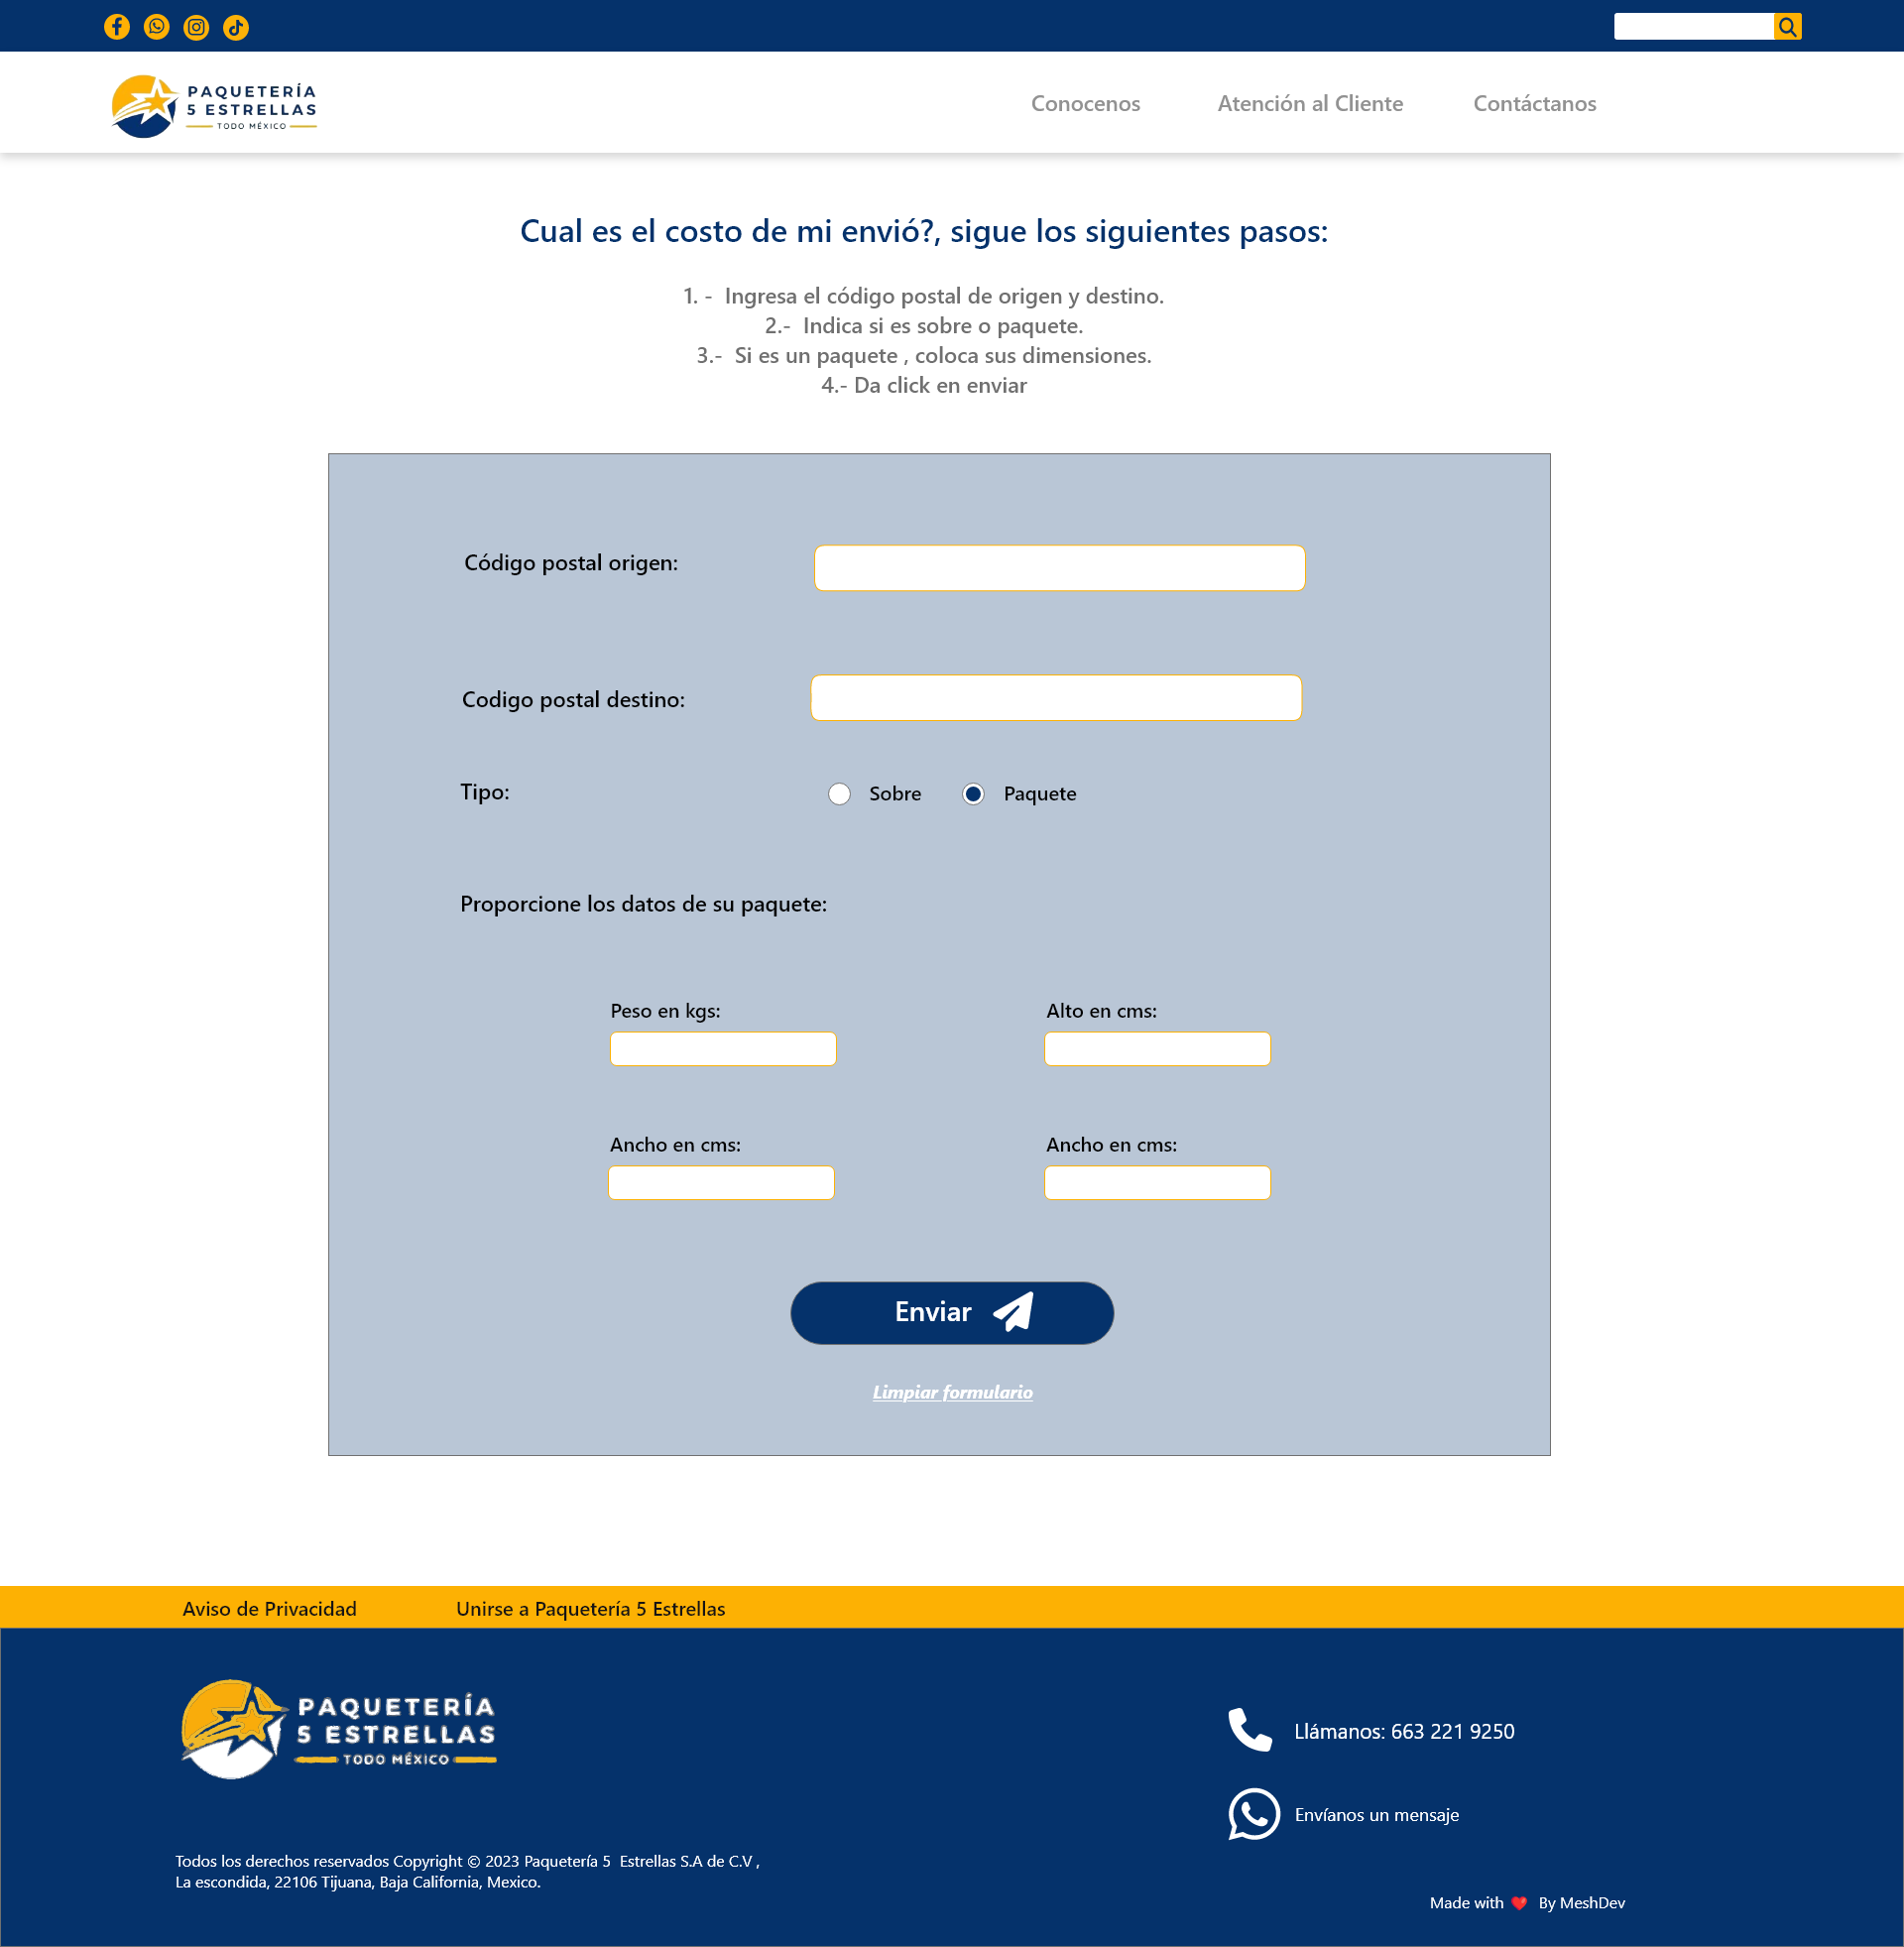 PAQUETERÍA
5 ESTRELLAS
TODO MÉXICO
Conocenos Atención al Cliente Contáctanos
Cual es el costo de mi envió?, sigue los siguientes pasos:
1. - Ingresa el código postal de origen y destino.
2.- Indica si es sobre o paquete.
3.- Si es un paquete , coloca sus dimensiones.
4.- Da click en enviar
Código postal origen:
Codigo postal destino:
Tipo: Sobre Paquete
Proporcione los datos de su paquete:
Peso en kgs: Alto en cms:
Ancho en cms: Ancho en cms:
Enviar
Limpiar formulario
Aviso de Privacidad Unirse a Paquetería 5 Estrellas
PAQUETERÍA
5 ESTRELLAS
TODO MÉXICO
Llámanos: 663 221 9250
Envíanos un mensaje
Todos los derechos reservados Copyright © 2023 Paquetería 5 Estrellas S.A de C.V ,
La escondida, 22106 Tijuana, Baja California, Mexico.
Made with ❤ By MeshDev